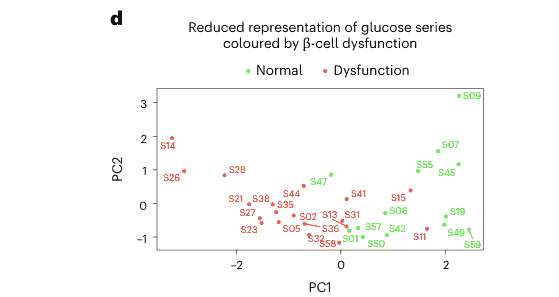 d
Reduced representation of glucose series
coloured by β-cell dysfunction
Normal Dysfunction
3
2
1
0
−1
PC2
S09
S14
S07
S26
S28
S47
S55
S45
S44
S41
S15
S21
S38
S35
S27
S02
S13
S31
S06
S19
S23
S05
S36
S57
S42
S11
S49
S32
S58
S01
S50
S59
−2
0
2
PC1